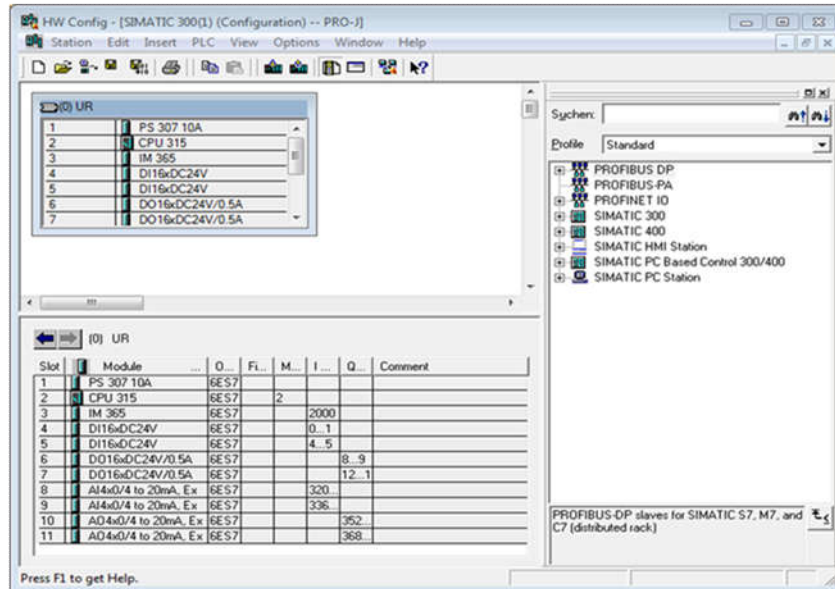 HW Config - [SIMATIC 300(1) (Configuration) -- PRO-J]
Station Edit Insert PLC View Options Window Help
(0) UR
1 PS 307 10A
2 CPU 315
3 IM 365
4 DI16xDC24V
5 DI16xDC24V
6 DO16xDC24V/0.5A
7 DO16xDC24V/0.5A
Suchen:
Profile Standard
PROFIBUS DP
PROFIBUS-PA
PROFINET IO
SIMATIC 300
SIMATIC 400
SIMATIC HMI Station
SIMATIC PC Based Control 300/400
SIMATIC PC Station
(0) UR
Slot Module ... O... Fi... M... I ... Q... Comment
1 PS 307 10A 6ES7
2 CPU 315 6ES7 2
3 IM 365 6ES7 2000
4 DI16xDC24V 6ES7 0...1
5 DI16xDC24V 6ES7 4...5
6 DO16xDC24V/0.5A 6ES7 8...9
7 DO16xDC24V/0.5A 6ES7 12...1
8 AI4x0/4 to 20mA, Ex 6ES7 320...
9 AI4x0/4 to 20mA, Ex 6ES7 336...
10 AO4x0/4 to 20mA, Ex 6ES7 352...
11 AO4x0/4 to 20mA, Ex 6ES7 368...
PROFIBUS-DP slaves for SIMATIC S7, M7, and
C7 (distributed rack)
Press F1 to get Help.